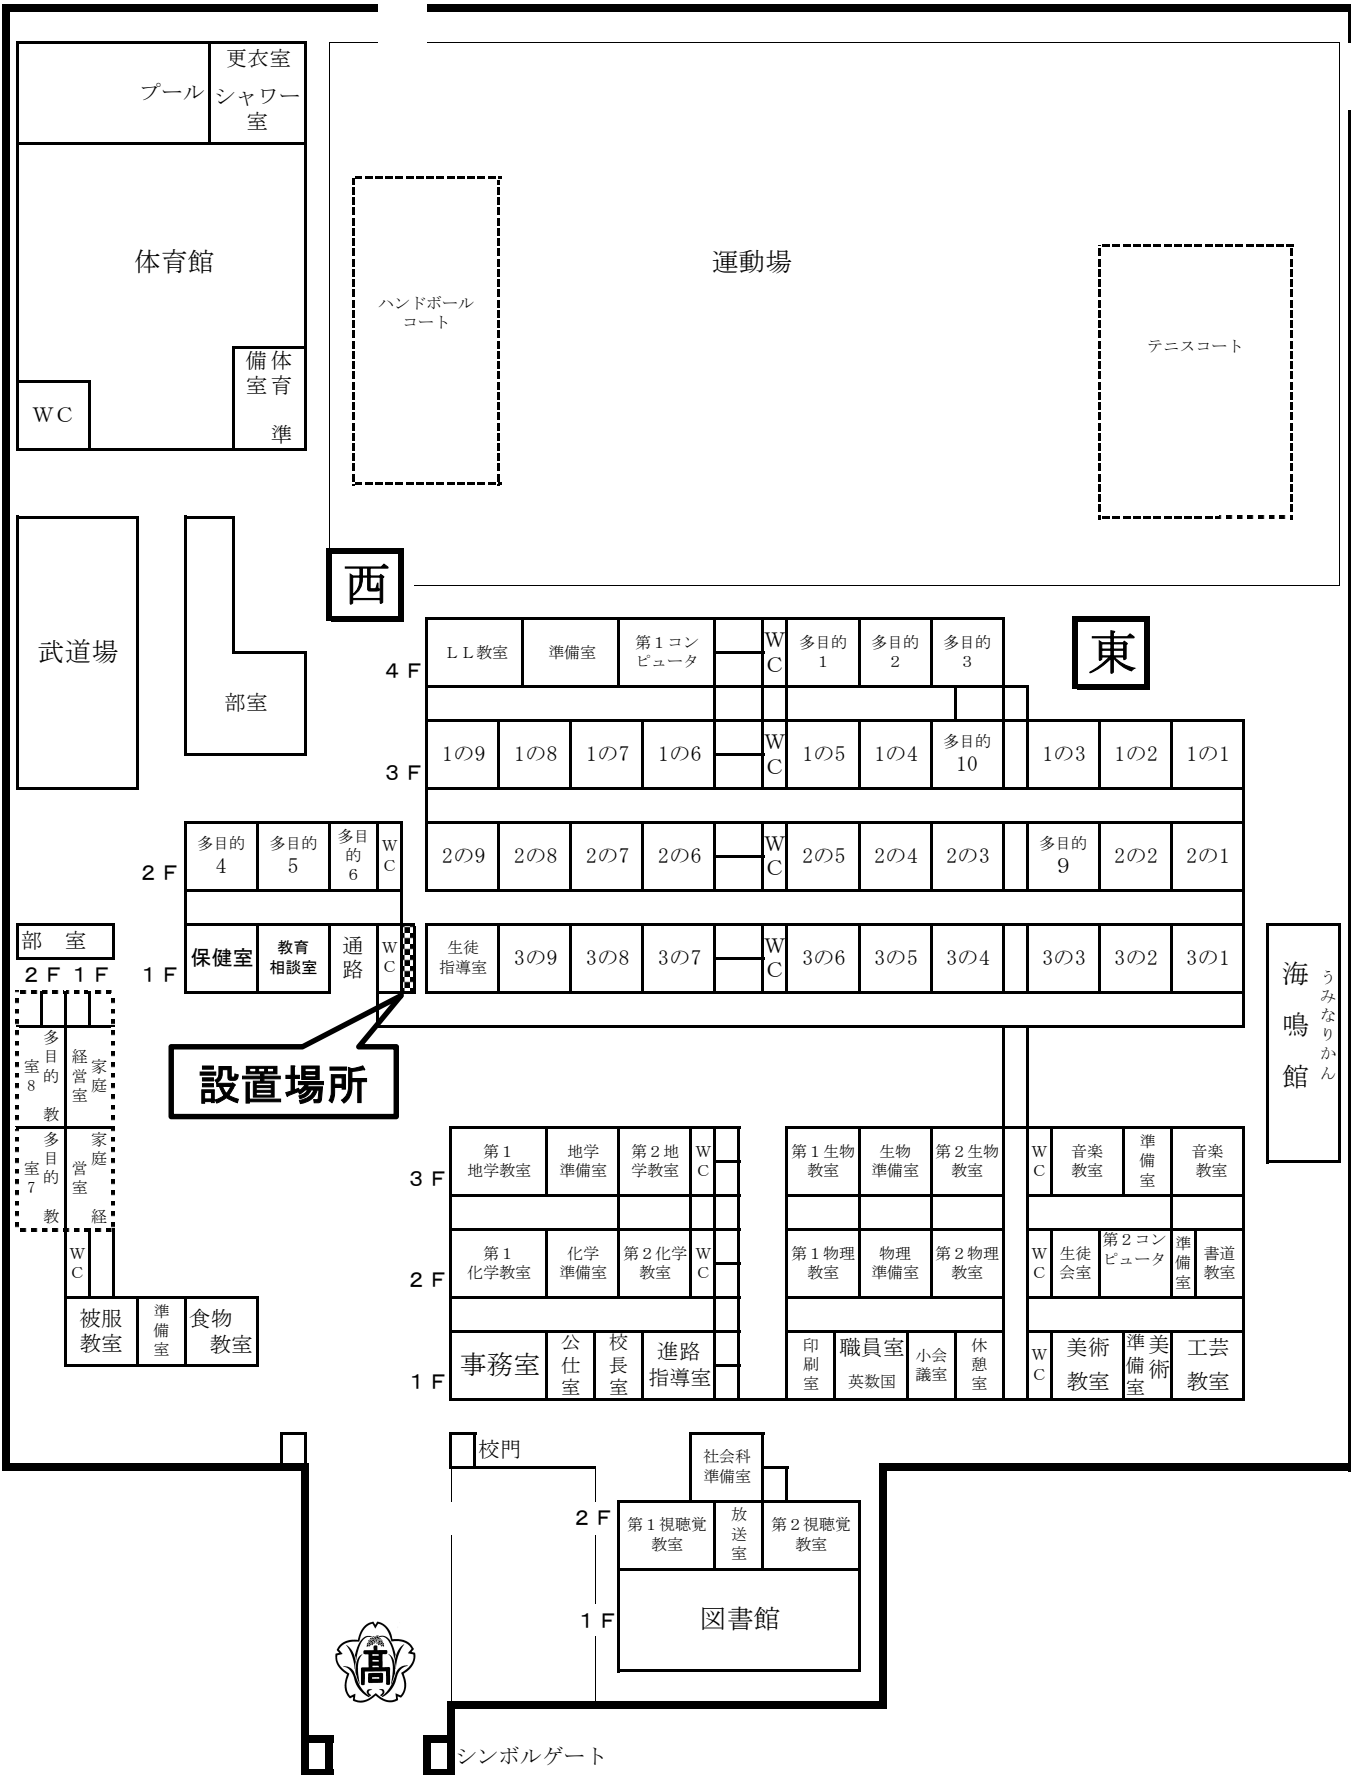 更衣室
プール
シャワー
室
体育館
運動場
ハンドボール
コート
テニスコート
体育 準
備室
ＷＣ
西
東
武道場
部室
４Ｆ
ＬＬ教室
準備室
第１コン
ピュータ
ＷＣ
多目的
1
多目的
2
多目的
3
３Ｆ
1の9
1の8
1の7
1の6
ＷＣ
1の5
1の4
多目的
10
1の3
1の2
1の1
２Ｆ
多目的
4
多目的
5
多目
的
6
ＷＣ
2の9
2の8
2の7
2の6
ＷＣ
2の5
2の4
2の3
多目的
9
2の2
2の1
１Ｆ
保健室
教育
相談室
通路
ＷＣ
生徒
指導室
3の9
3の8
3の7
ＷＣ
3の6
3の5
3の4
3の3
3の2
3の1
海鳴館
うみなりかん
部　室
２Ｆ
１Ｆ
多目的 教
室8
家庭
経営室
多目的 教
室7
家庭 経
営室
ＷＣ
被服
教室
準備室
食物
教室
設置場所
３Ｆ
第１
地学教室
地学
準備室
第２地
学教室
ＷＣ
第１生物
教室
生物
準備室
第２生物
教室
ＷＣ
音楽
教室
準備室
音楽
教室
２Ｆ
第１
化学教室
化学
準備室
第２化学
教室
ＷＣ
第１物理
教室
物理
準備室
第２物理
教室
ＷＣ
生徒
会室
第２コン
ピュータ
準備室
書道
教室
１Ｆ
事務室
公仕室
校長室
進路
指導室
印刷室
職員室
英数国
小会
議室
休憩室
ＷＣ
美術
教室
美術
準備室
工芸
教室
校門
社会科
準備室
２Ｆ
第１視聴覚
教室
放送室
第２視聴覚
教室
１Ｆ
図書館
髙
シンボルゲート